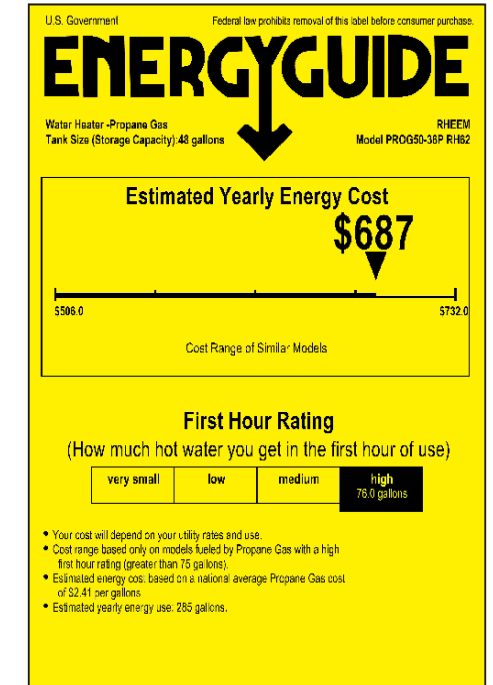 U.S. Government Federal law prohibits removal of this label before consumer purchase.
ENERGYGUIDE
Water Heater -Propane Gas RHEEM
Tank Size (Storage Capacity):48 gallons Model PROG50-38P RH62
Estimated Yearly Energy Cost
$687
$506.0 $732.0
Cost Range of Similar Models
First Hour Rating
(How much hot water you get in the first hour of use)
very small low medium high
76.0 gallons
• Your cost will depend on your utility rates and use.
• Cost range based only on models fueled by Propane Gas with a high
first hour rating (greater than 75 gallons).
• Estimated energy cost based on a national average Propane Gas cost
of $2.41 per gallons
• Estimated yearly energy use: 285 gallons.